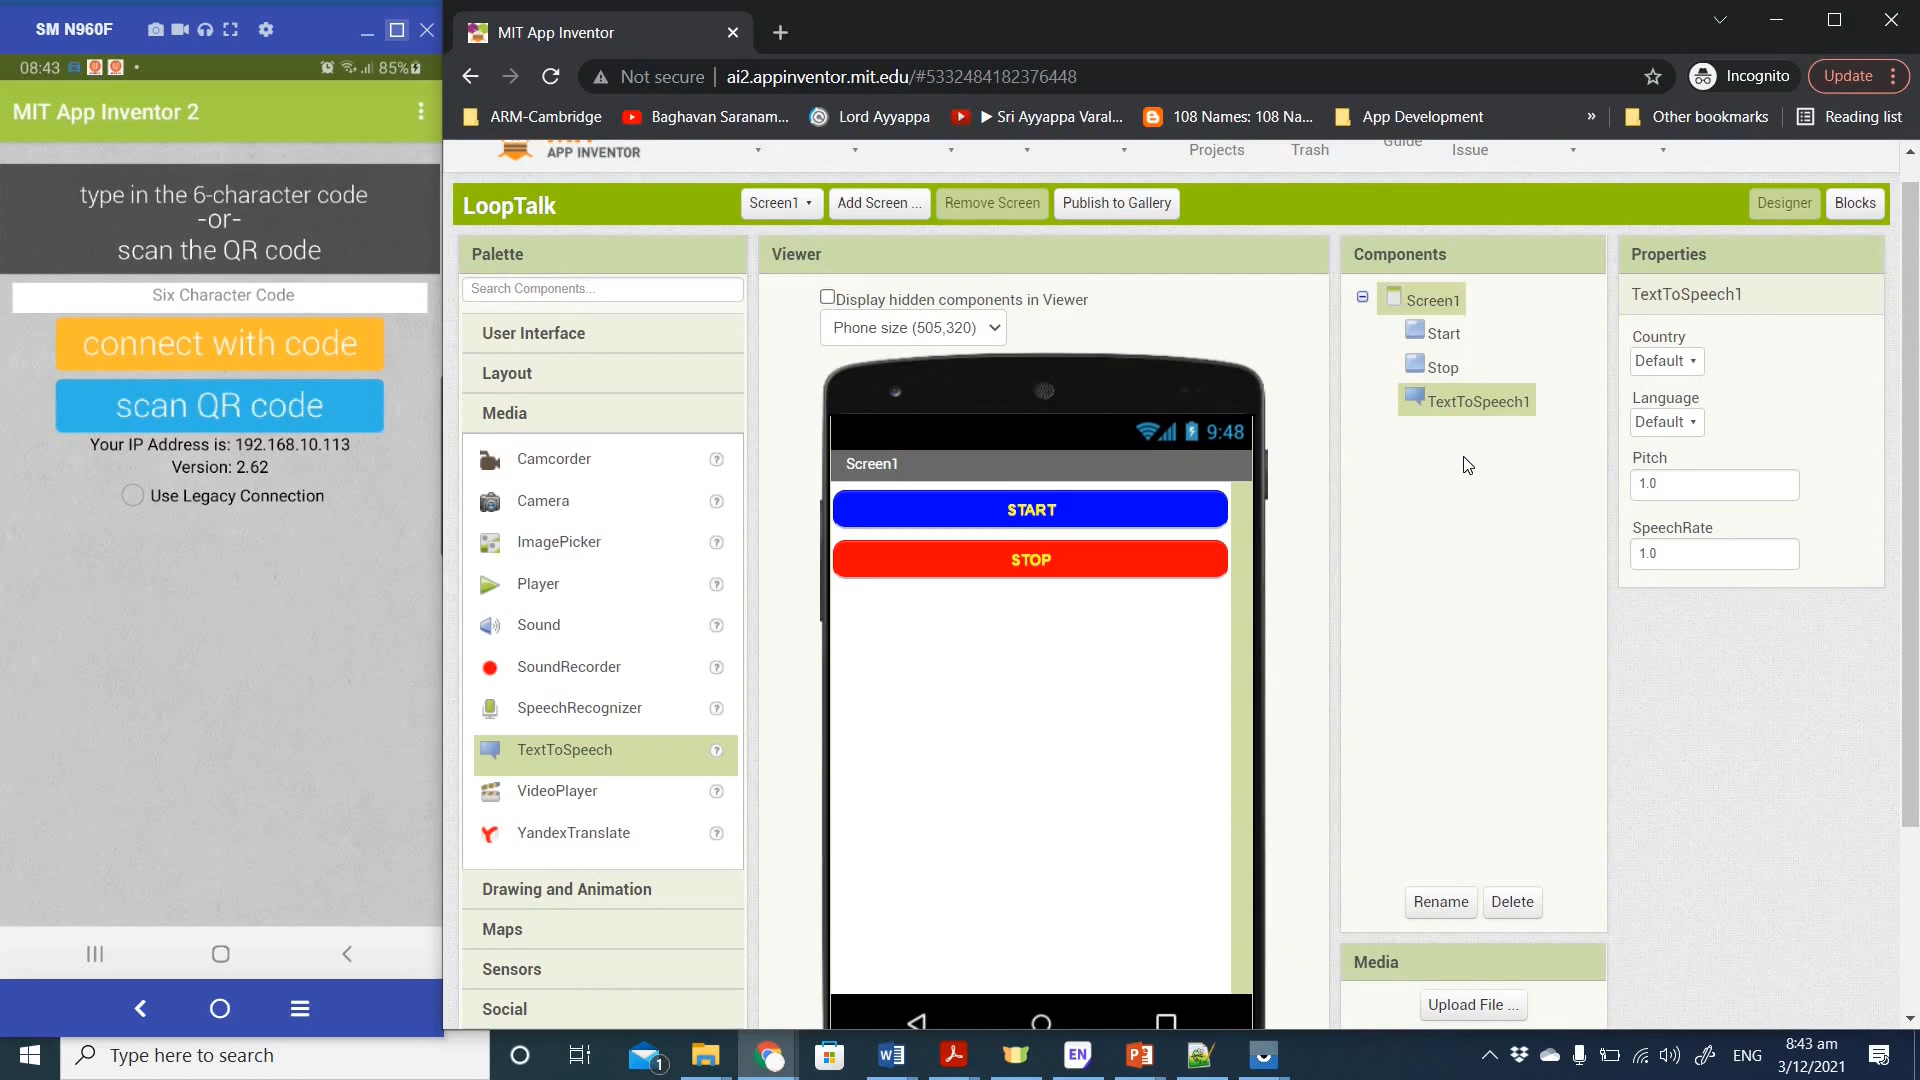 SM N960F
08:43
85%
MIT App Inventor 2
type in the 6-character code
-or-
scan the QR code
Six Character Code
connect with code
scan QR code
Your IP Address is: 192.168.10.113
Version: 2.62
Use Legacy Connection
MIT App Inventor
Not secure
ai2.appinventor.mit.edu/#5332484182376448
Incognito
Update
ARM-Cambridge
Baghavan Saranam...
Lord Ayyappa
▶ Sri Ayyappa Varal...
108 Names: 108 Na...
App Development
»
Other bookmarks
Reading list
APP INVENTOR
Projects
Trash
Guide
Issue
LoopTalk
Screen1
Add Screen ...
Remove Screen
Publish to Gallery
Designer
Blocks
Palette
Search Components...
User Interface
Layout
Media
Camcorder
Camera
ImagePicker
Player
Sound
SoundRecorder
SpeechRecognizer
TextToSpeech
VideoPlayer
YandexTranslate
Drawing and Animation
Maps
Sensors
Social
Viewer
Display hidden components in Viewer
Phone size (505,320)
9:48
Screen1
START
STOP
Components
Screen1
Start
Stop
TextToSpeech1
Rename
Delete
Media
Upload File ...
Properties
TextToSpeech1
Country
Default
Language
Default
Pitch
1.0
SpeechRate
1.0
Type here to search
1
EN
ENG
8:43 am
3/12/2021